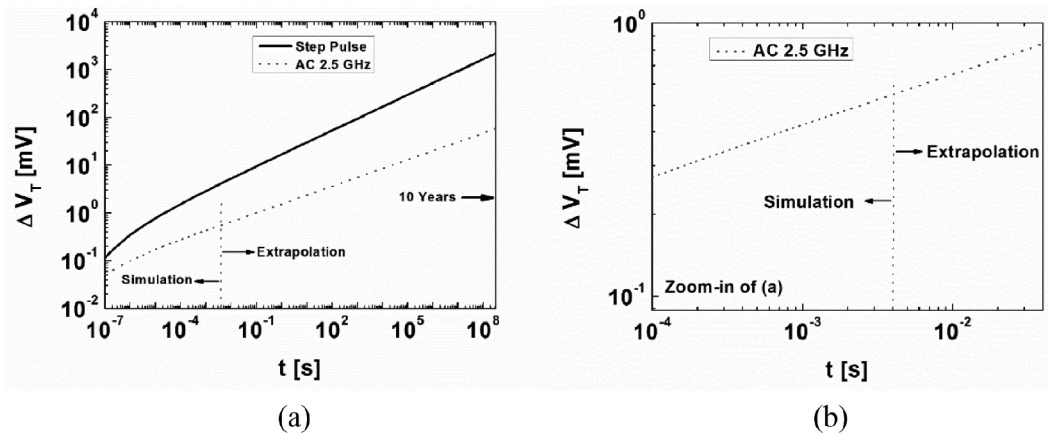 10^4
10^3
10^2
10^1
10^0
10^-1
10^-2
Δ V_T [mV]
Step Pulse
AC 2.5 GHz
10 Years
Extrapolation
Simulation
10^-7 10^-4 10^-1 10^2 10^5 10^8
t [s]
(a)
10^0
10^-1
Δ V_T [mV]
AC 2.5 GHz
Extrapolation
Simulation
Zoom-in of (a)
10^-4 10^-3 10^-2
t [s]
(b)